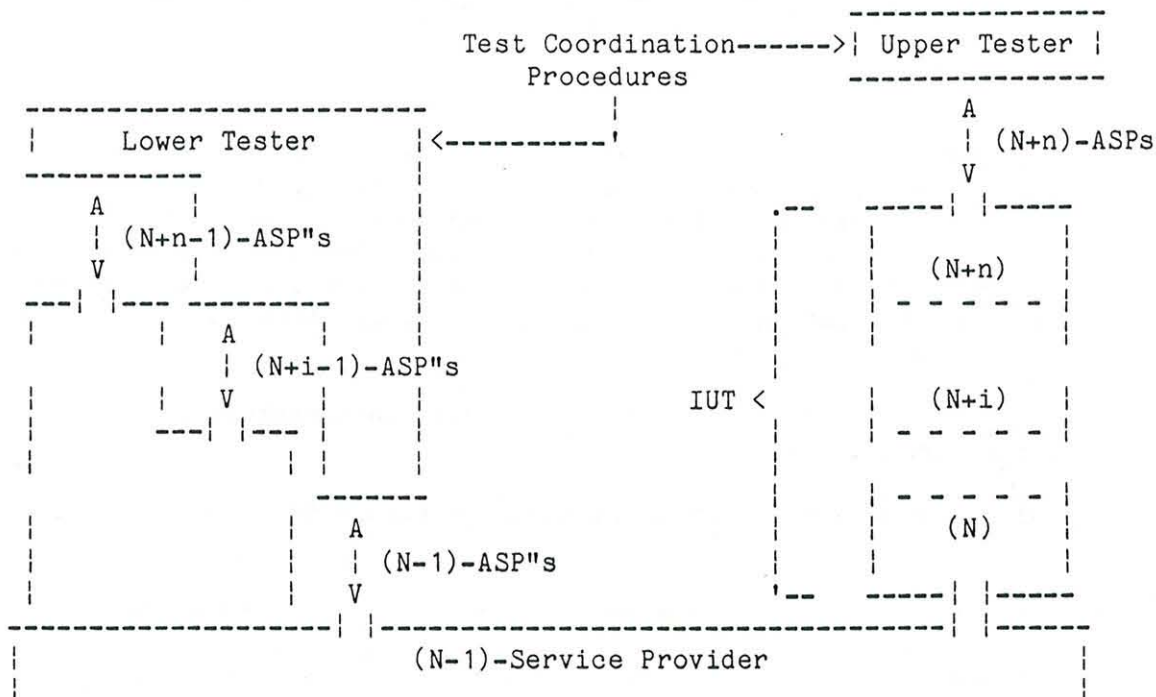 Test Coordination------>| Upper Tester |
Procedures
A
Lower Tester
(N+n)-ASPs
V
A
(N+n-1)-ASP"s
V
(N+n)
A
(N+i-1)-ASP"s
V
IUT <
(N+i)
A
(N)
(N-1)-ASP"s
V
(N-1)-Service Provider